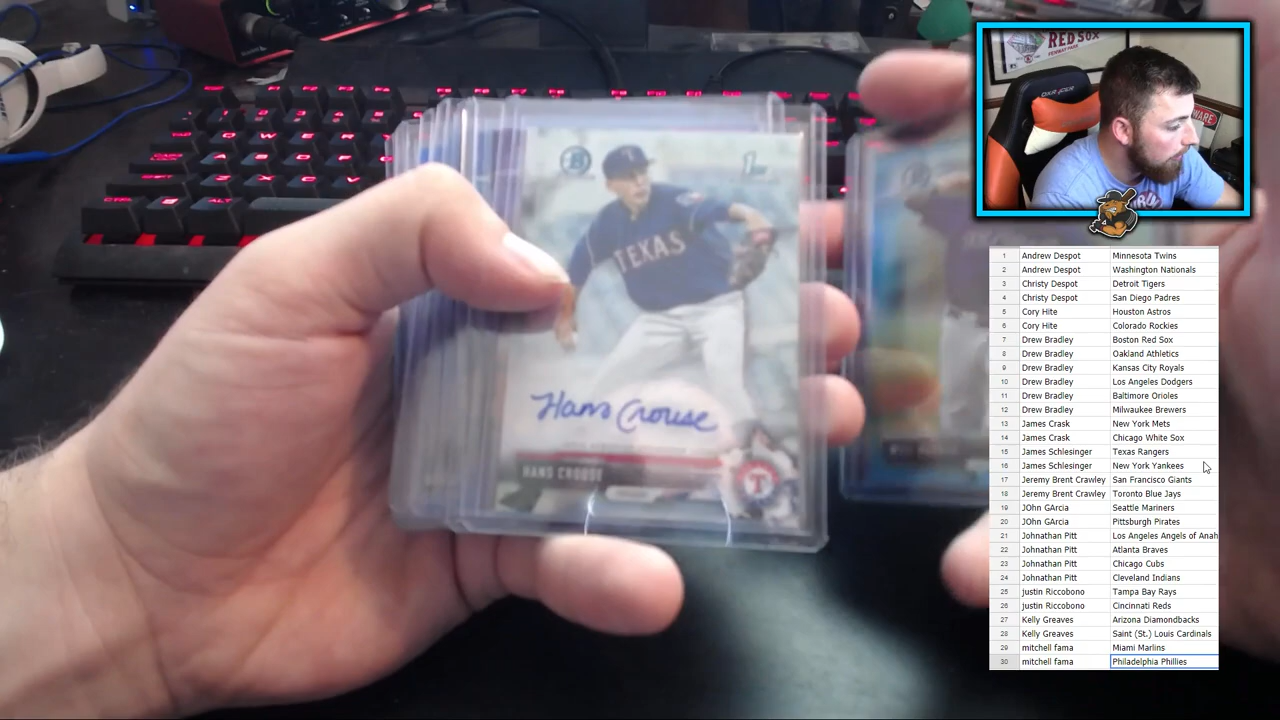 RED SOX
FENWAY PARK
WARE
B
1st
TEXAS
Hans Crouse
HANS CROUSE
T
CTRL
ALT
Q W E R
A S D F
C V
1 Andrew Despot Minnesota Twins
2 Andrew Despot Washington Nationals
3 Christy Despot Detroit Tigers
4 Christy Despot San Diego Padres
5 Cory Hite Houston Astros
6 Cory Hite Colorado Rockies
7 Drew Bradley Boston Red Sox
8 Drew Bradley Oakland Athletics
9 Drew Bradley Kansas City Royals
10 Drew Bradley Los Angeles Dodgers
11 Drew Bradley Baltimore Orioles
12 Drew Bradley Milwaukee Brewers
13 James Crask New York Mets
14 James Crask Chicago White Sox
15 James Schlesinger Texas Rangers
16 James Schlesinger New York Yankees
17 Jeremy Brent Crawley San Francisco Giants
18 Jeremy Brent Crawley Toronto Blue Jays
19 JOhn GArcia Seattle Mariners
20 JOhn GArcia Pittsburgh Pirates
21 Johnathan Pitt Los Angeles Angels of Anah
22 Johnathan Pitt Atlanta Braves
23 Johnathan Pitt Chicago Cubs
24 Johnathan Pitt Cleveland Indians
25 justin Riccobono Tampa Bay Rays
26 justin Riccobono Cincinnati Reds
27 Kelly Greaves Arizona Diamondbacks
28 Kelly Greaves Saint (St.) Louis Cardinals
29 mitchell fama Miami Marlins
30 mitchell fama Philadelphia Phillies